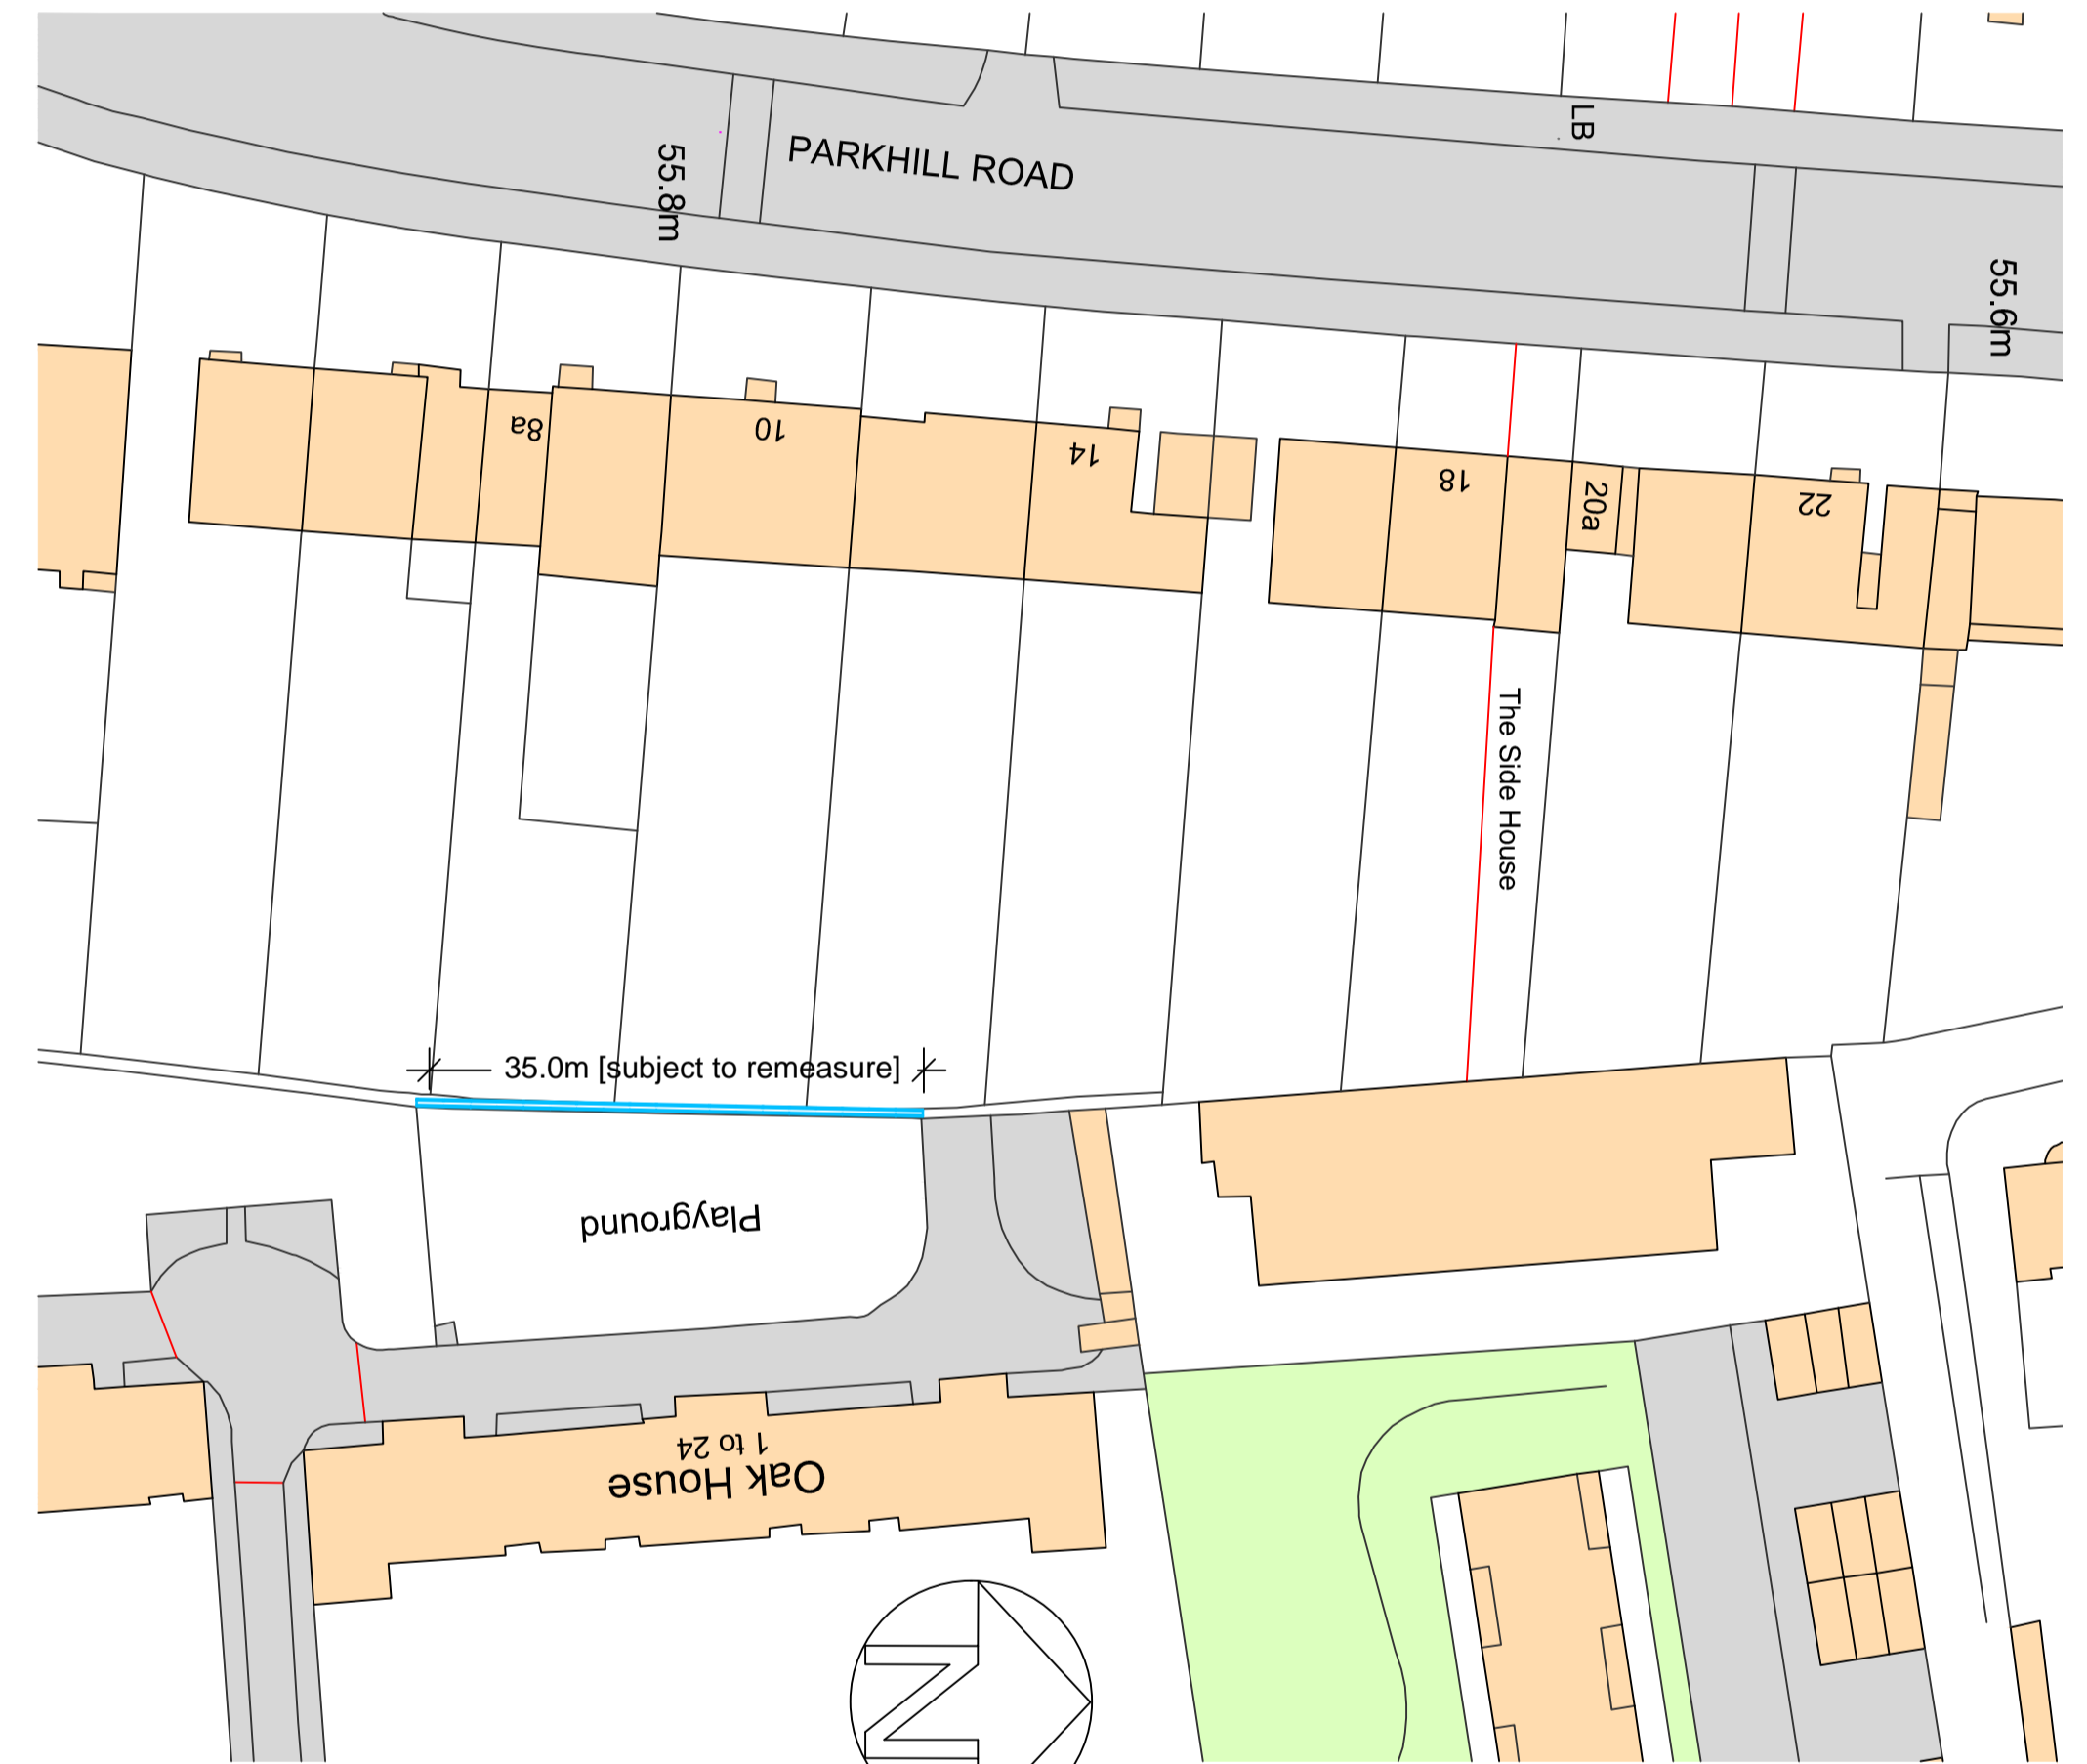 PARKHILL ROAD
LB
55.8m
55.6m
8a
10
14
18
20a
22
The Side House
35.0m [subject to remeasure]
Playground
1 to 24
Oak House
N